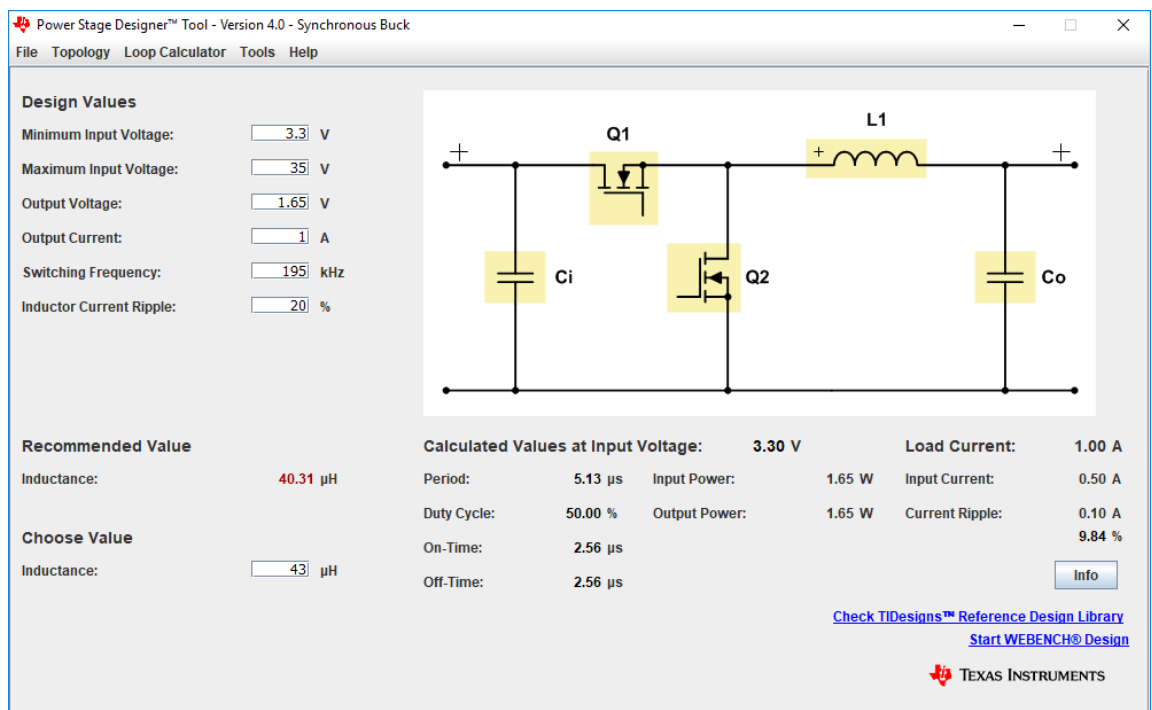 Power Stage Designer™ Tool - Version 4.0 - Synchronous Buck
File Topology Loop Calculator Tools Help
Design Values
Minimum Input Voltage: 3.3 V
Maximum Input Voltage: 35 V
Output Voltage: 1.65 V
Output Current: 1 A
Switching Frequency: 195 kHz
Inductor Current Ripple: 20 %
Q1
L1
+
+
+
Ci
Q2
Co
Recommended Value
Inductance: 40.31 µH
Choose Value
Inductance: 43 µH
Calculated Values at Input Voltage: 3.30 V
Load Current: 1.00 A
Period: 5.13 µs
Input Power: 1.65 W
Input Current: 0.50 A
Duty Cycle: 50.00 %
Output Power: 1.65 W
Current Ripple: 0.10 A
9.84 %
On-Time: 2.56 µs
Off-Time: 2.56 µs
Info
Check TIDesigns™ Reference Design Library
Start WEBENCH® Design
TEXAS INSTRUMENTS